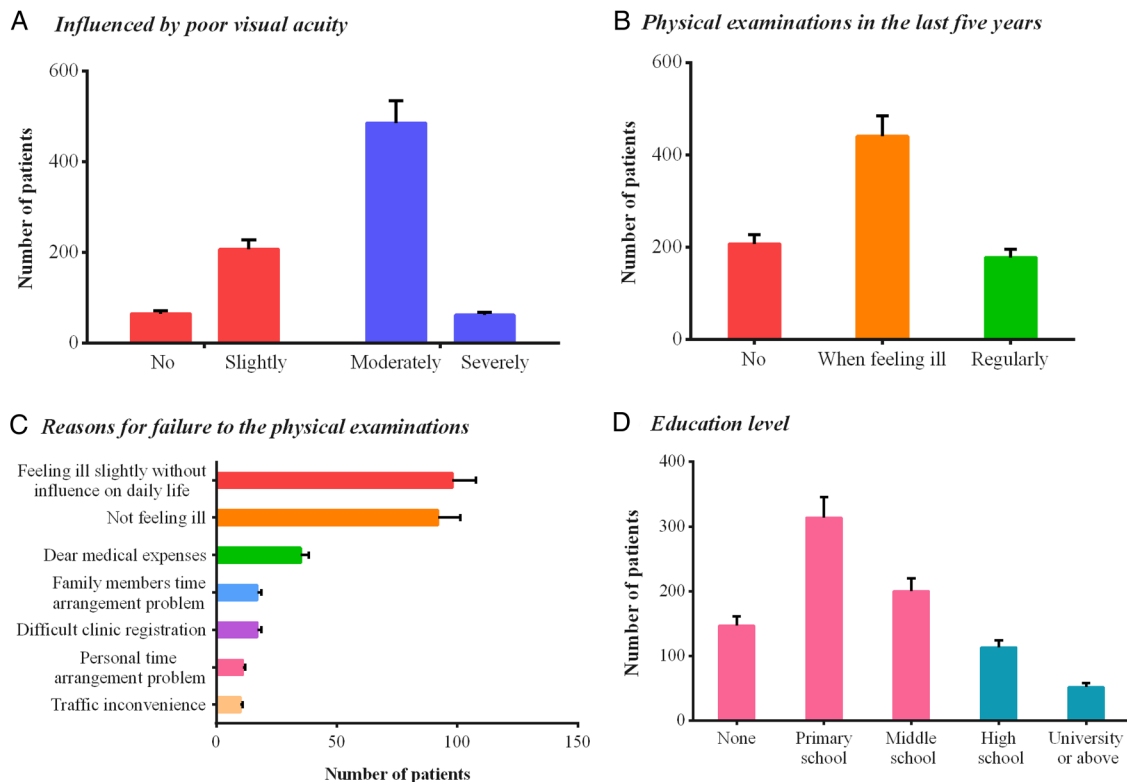 A Influenced by poor visual acuity
600
400
200
0
Number of patients
No Slightly Moderately Severely
B Physical examinations in the last five years
600
400
200
0
Number of patients
No When feeling ill Regularly
C Reasons for failure to the physical examinations
Feeling ill slightly without
influence on daily life
Not feeling ill
Dear medical expenses
Family members time
arrangement problem
Difficult clinic registration
Personal time
arrangement problem
Traffic inconvenience
0 50 100 150
Number of patients
D Education level
400
300
200
100
0
Number of patients
None Primary Middle High University
school school school or above